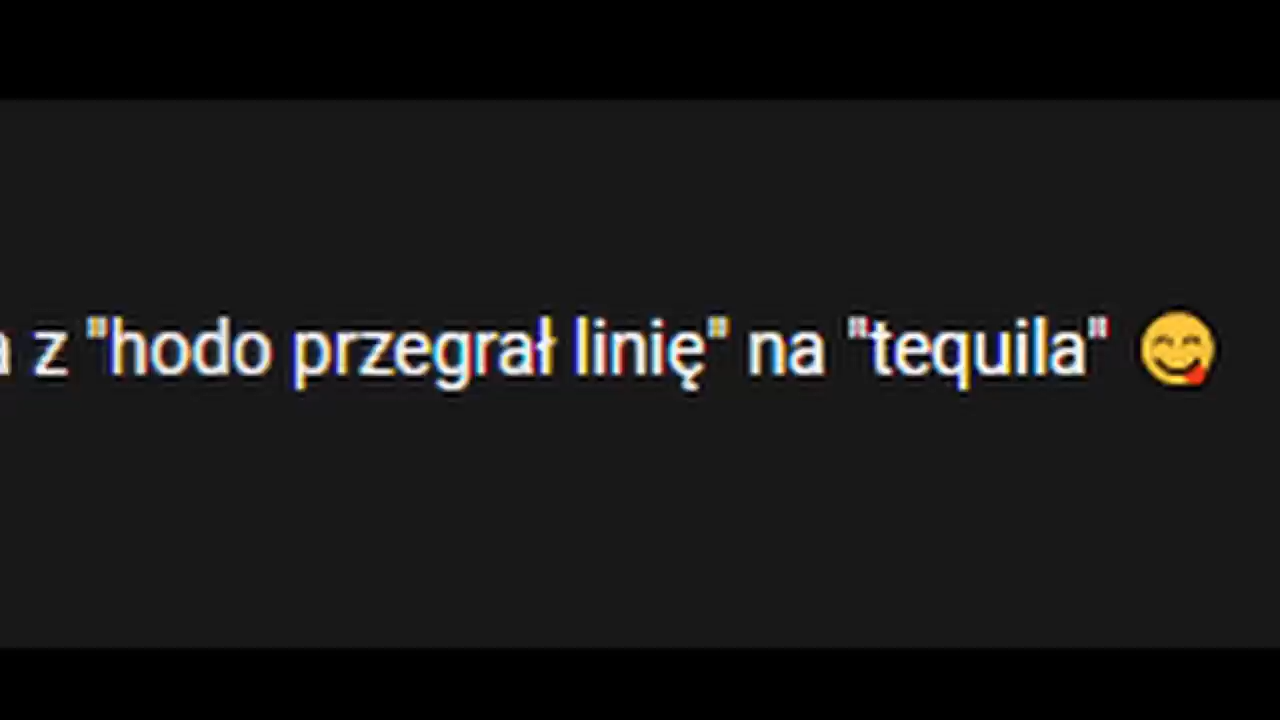 z "hodo przegrał linię" na "tequila" 😋